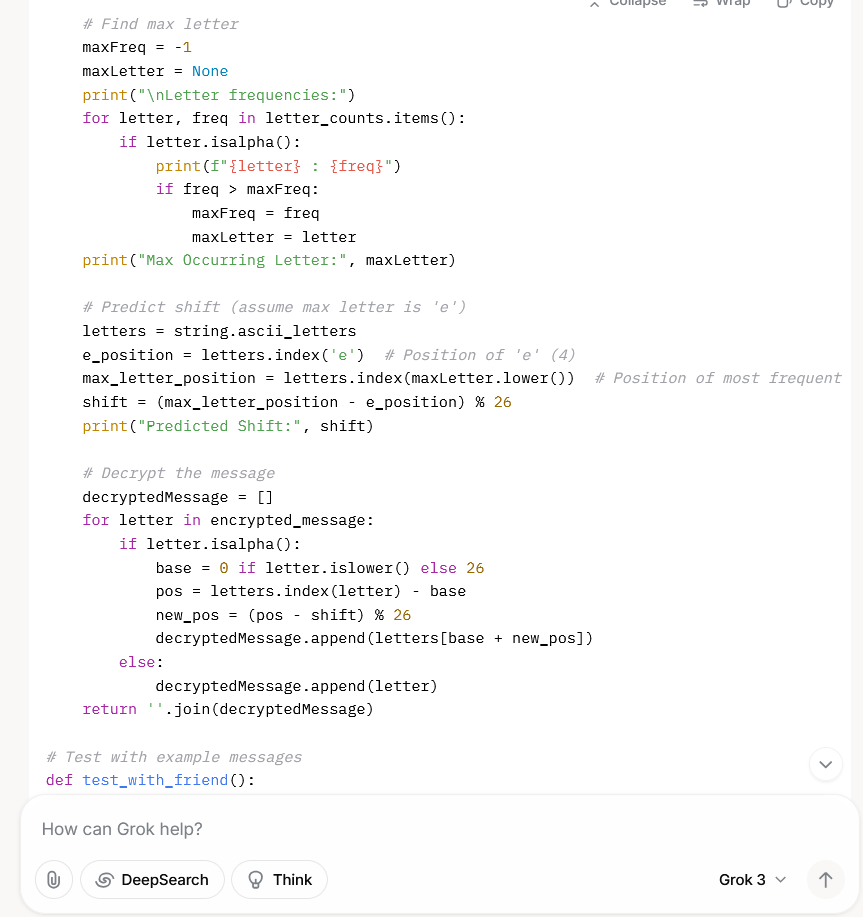 Collapse Wrap Copy
# Find max letter
maxFreq = -1
maxLetter = None
print("\nLetter frequencies:")
for letter, freq in letter_counts.items():
if letter.isalpha():
print(f"{letter} : {freq}")
if freq > maxFreq:
maxFreq = freq
maxLetter = letter
print("Max Occurring Letter:", maxLetter)
# Predict shift (assume max letter is 'e')
letters = string.ascii_letters
e_position = letters.index('e')  # Position of 'e' (4)
max_letter_position = letters.index(maxLetter.lower())  # Position of most frequent
shift = (max_letter_position - e_position) % 26
print("Predicted Shift:", shift)
# Decrypt the message
decryptedMessage = []
for letter in encrypted_message:
if letter.isalpha():
base = 0 if letter.islower() else 26
pos = letters.index(letter) - base
new_pos = (pos - shift) % 26
decryptedMessage.append(letters[base + new_pos])
else:
decryptedMessage.append(letter)
return ''.join(decryptedMessage)
# Test with example messages
def test_with_friend():
How can Grok help?
DeepSearch Think Grok 3